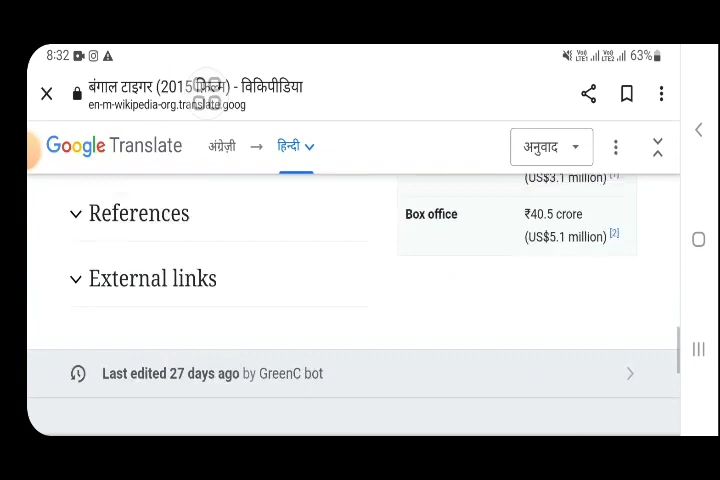 8:32 63%
बंगाल टाइगर (2015 फ़िल्म) - विकिपीडिया
en-m-wikipedia-org.translate.goog
Google Translate अंग्रेज़ी → हिन्दी अनुवाद
(US$3.1 million) [1]
References
Box office ₹40.5 crore
(US$5.1 million) [2]
External links
Last edited 27 days ago by GreenC bot